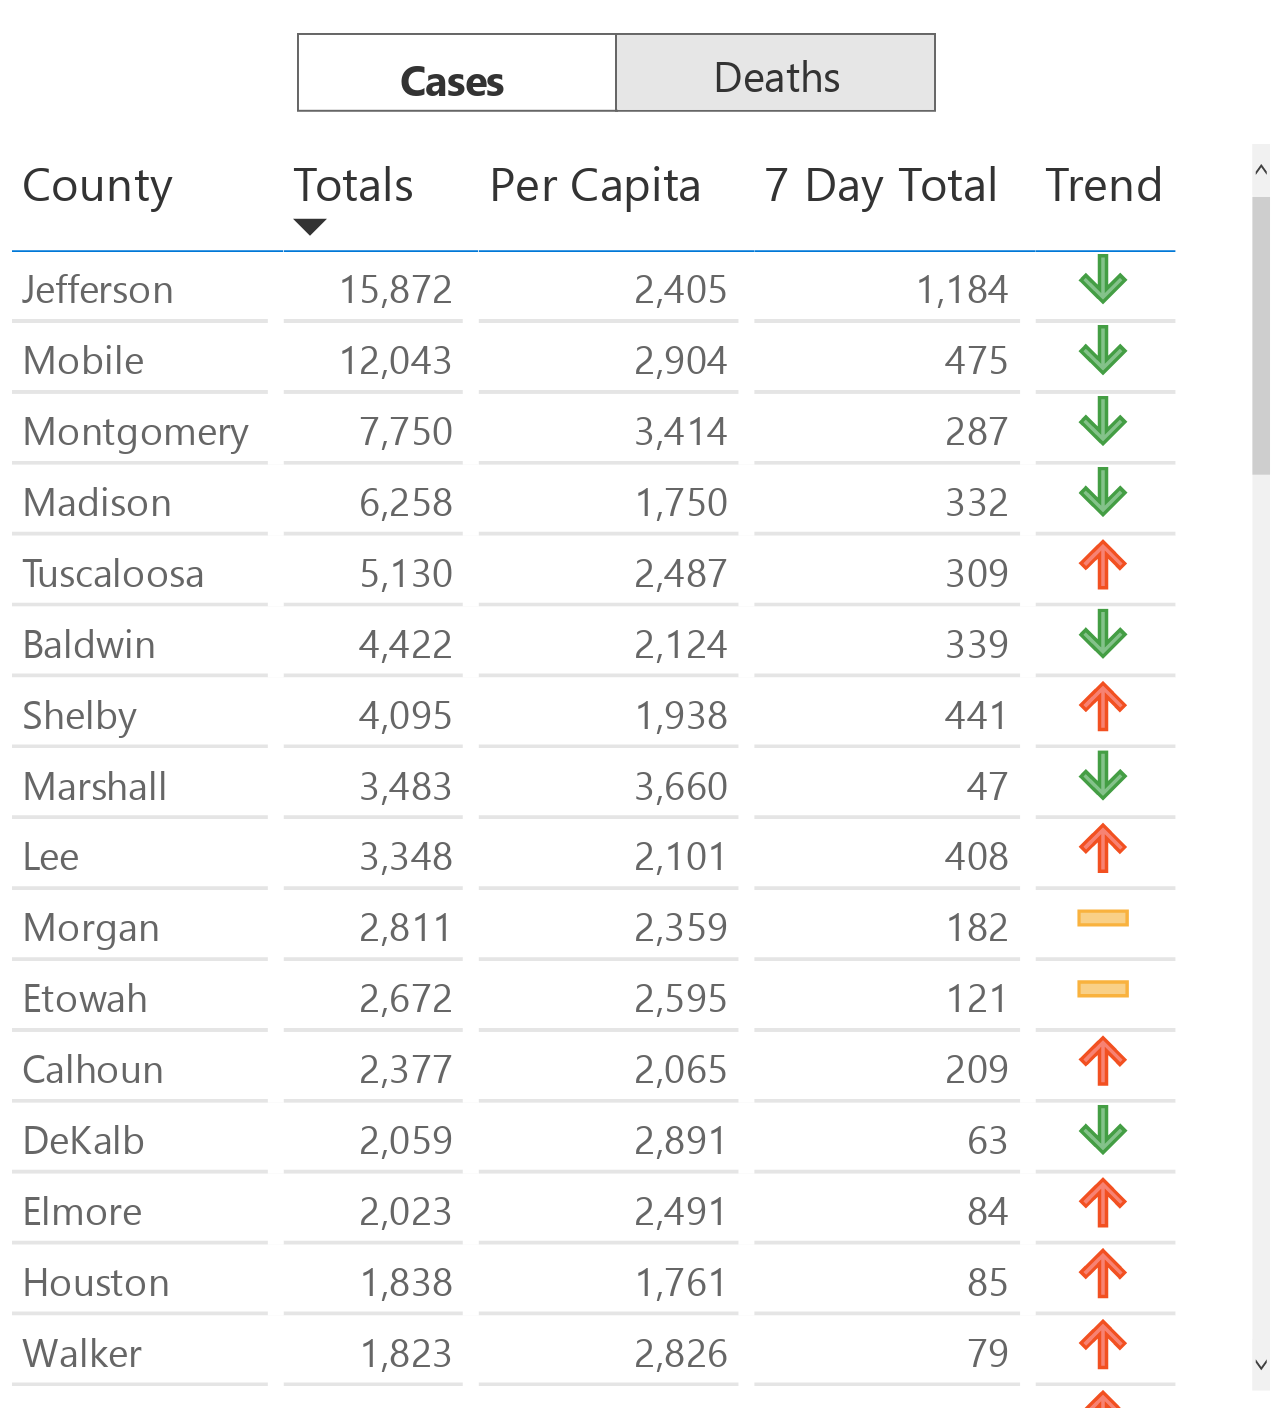 Cases Deaths
County Totals Per Capita 7 Day Total Trend
Jefferson 15,872 2,405 1,184
Mobile 12,043 2,904 475
Montgomery 7,750 3,414 287
Madison 6,258 1,750 332
Tuscaloosa 5,130 2,487 309
Baldwin 4,422 2,124 339
Shelby 4,095 1,938 441
Marshall 3,483 3,660 47
Lee 3,348 2,101 408
Morgan 2,811 2,359 182
Etowah 2,672 2,595 121
Calhoun 2,377 2,065 209
DeKalb 2,059 2,891 63
Elmore 2,023 2,491 84
Houston 1,838 1,761 85
Walker 1,823 2,826 79